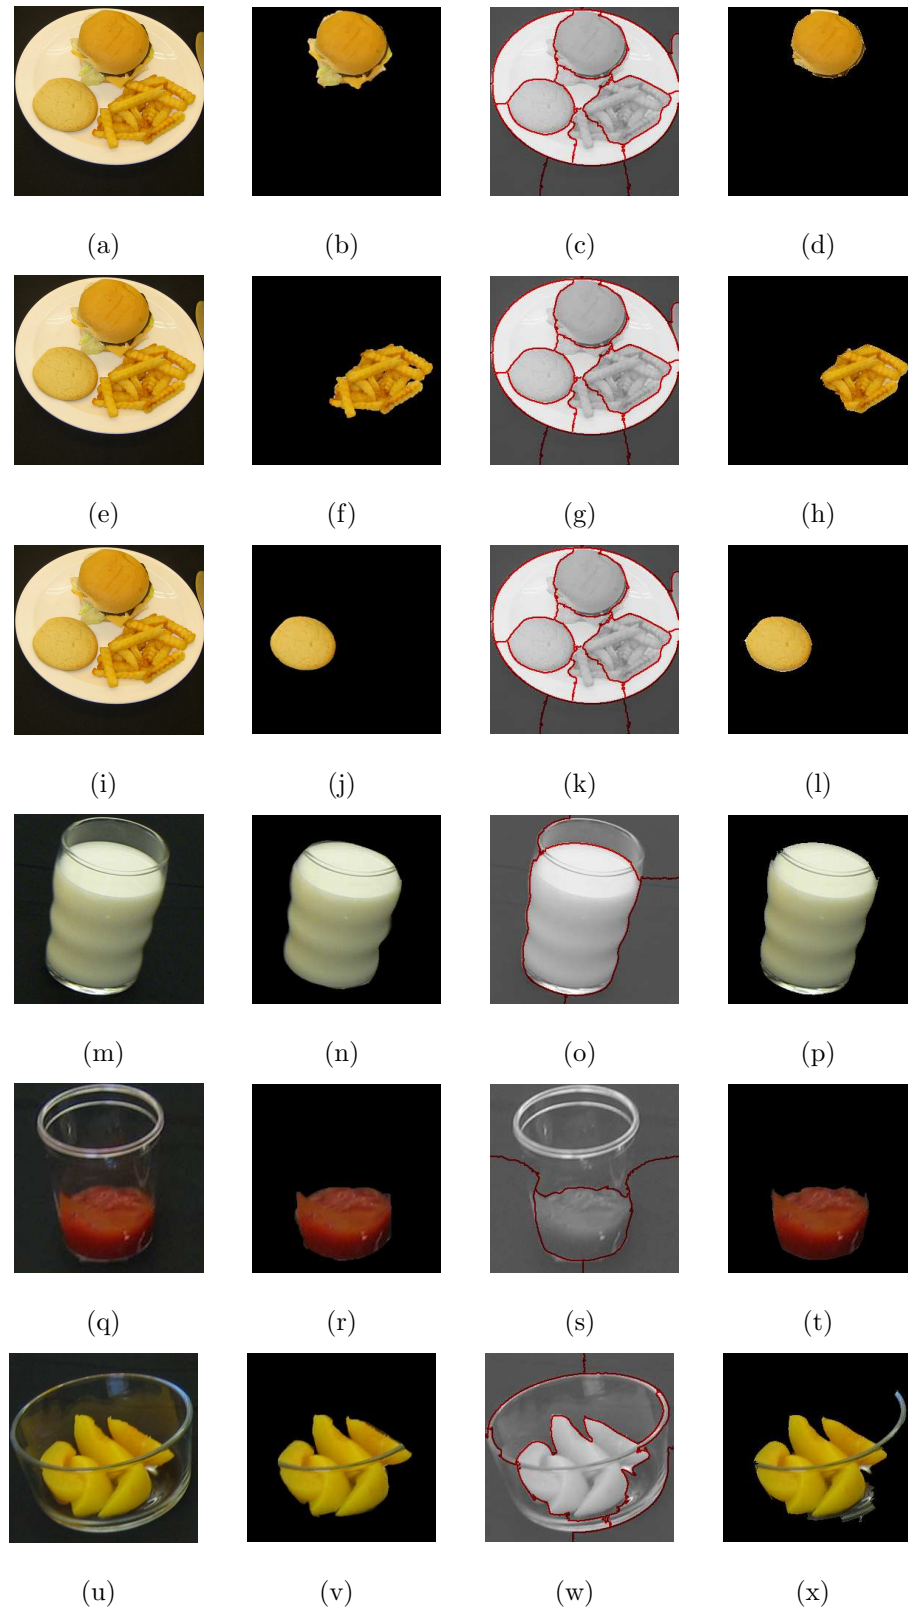 (a) (b) (c) (d)
(e) (f) (g) (h)
(i) (j) (k) (l)
(m) (n) (o) (p)
(q) (r) (s) (t)
(u) (v) (w) (x)